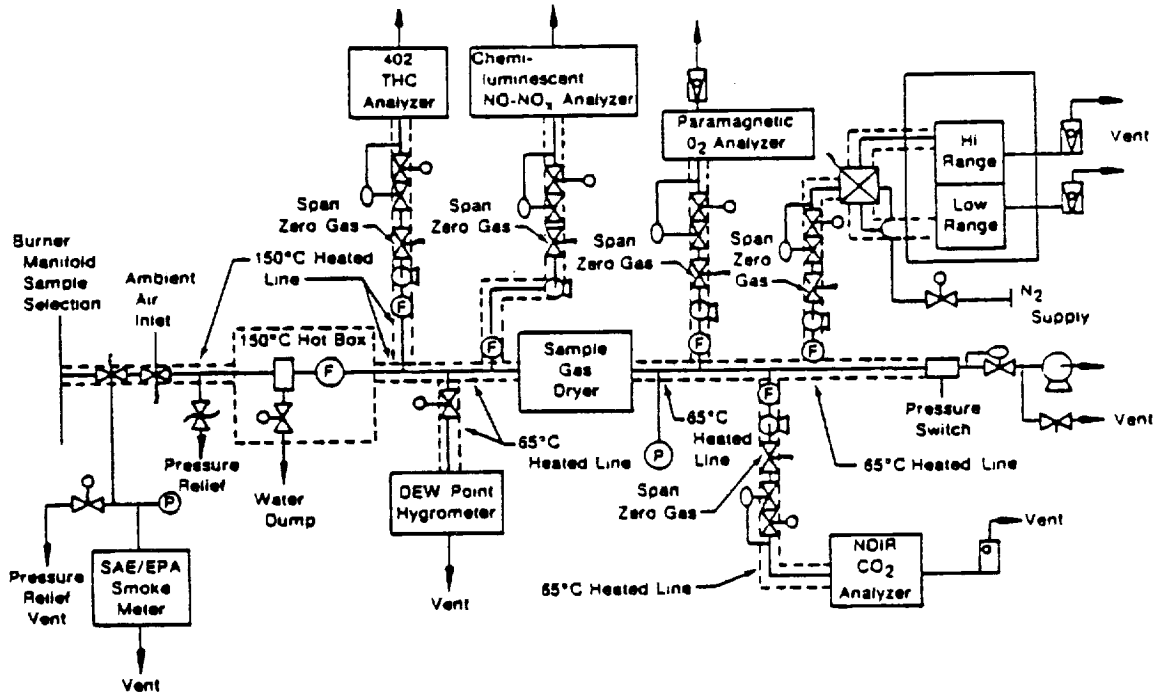 402
THC
Analyzer
Chemi-
luminescent
NO-NOx Analyzer
Paramagnetic
O2 Analyzer
Hi
Range
Low
Range
Vent
Span
Zero Gas
Span
Zero Gas
Span
Zero Gas
Span
Zero
Gas
N2
Supply
Burner
Manifold
Sample
Selection
Ambient
Air
Inlet
150°C Heated
Line
150°C Hot Box
F
F
F
F
F
F
Sample
Gas
Dryer
Pressure
Switch
Vent
65°C
Heated Line
65°C
Heated
Line
65°C Heated Line
P
Pressure
Relief
Water
Dump
DEW Point
Hygrometer
Vent
Span
Zero Gas
65°C Heated Line
NDIR
CO2
Analyzer
Vent
P
Pressure
Relief
Vent
SAE/EPA
Smoke
Meter
Vent